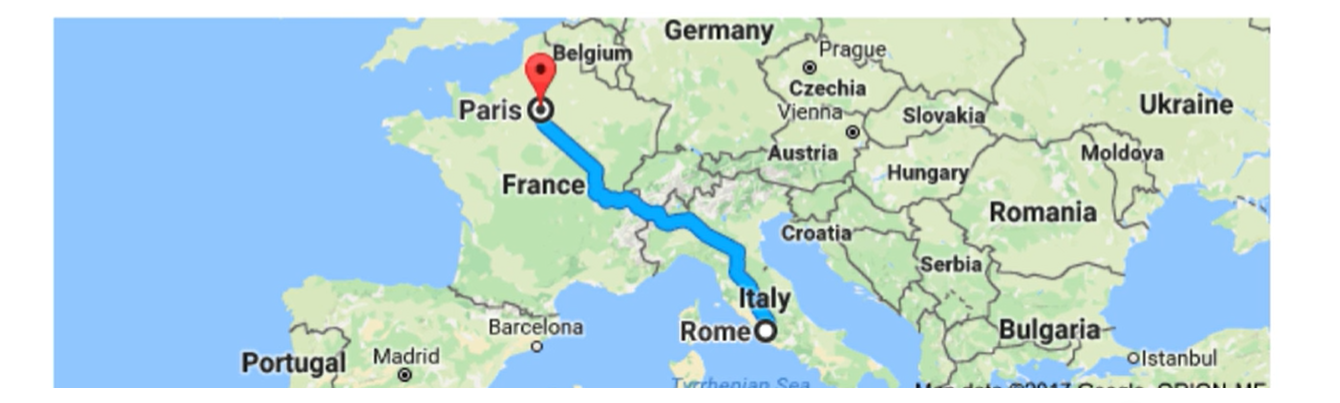 Germany
Belgium
Prague
Czechia
Paris
Ukraine
Vienna
Slovakia
Austria
Moldova
France
Hungary
Romania
Croatia
Serbia
Italy
Barcelona
Rome
Bulgaria
Portugal
Madrid
Istanbul
Tyrrhenian Sea
Map data ©2017 Google, ORION-ME